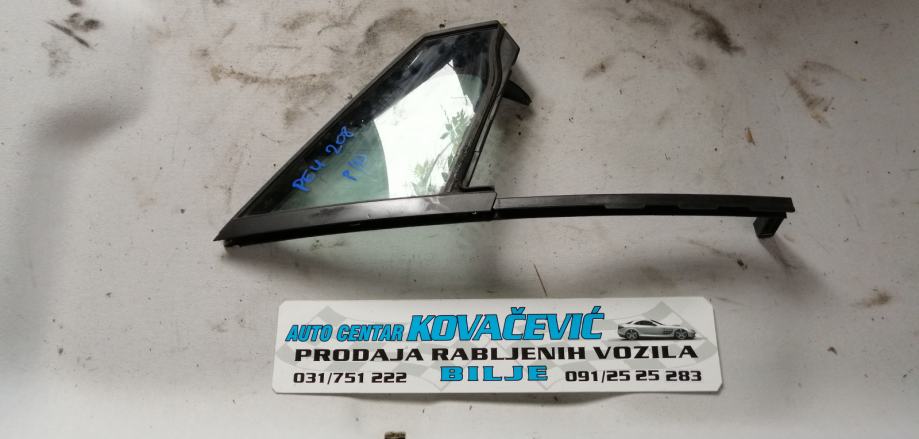 PEU 208
P/D
AUTO CENTAR KOVAČEVIĆ
PRODAJA RABLJENIH VOZILA
031/751 222 BILJE 091/25 25 283